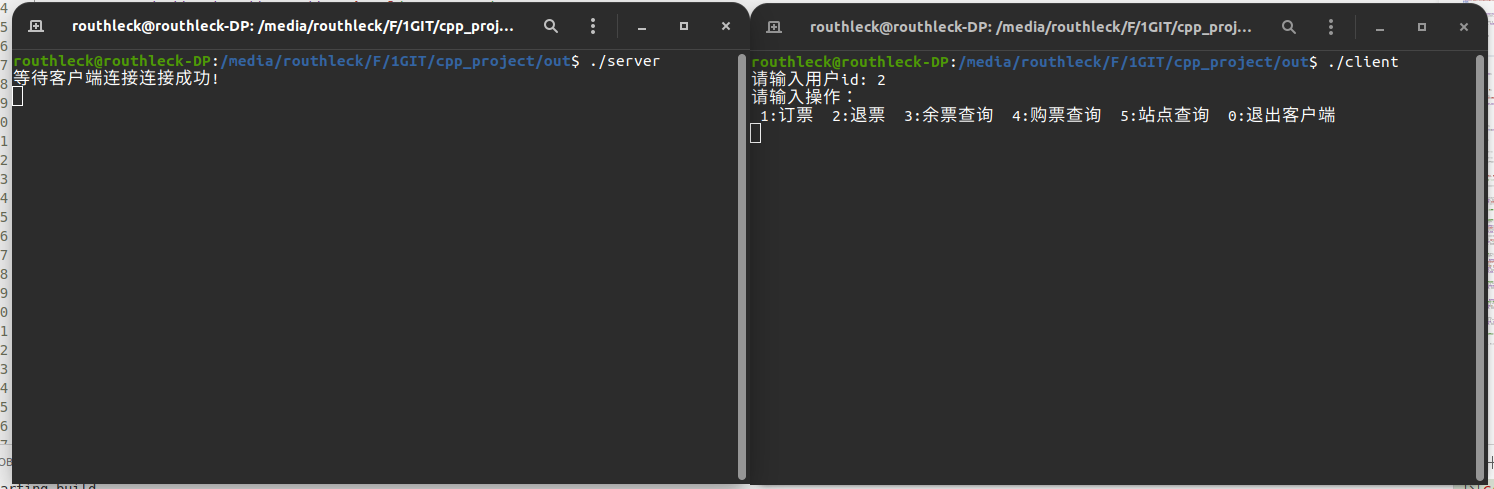 routhleck@routhleck-DP: /media/routhleck/F/1GIT/cpp_proj...
routhleck@routhleck-DP:/media/routhleck/F/1GIT/cpp_project/out$ ./server
等待客户端连接连接成功!
routhleck@routhleck-DP: /media/routhleck/F/1GIT/cpp_proj...
routhleck@routhleck-DP:/media/routhleck/F/1GIT/cpp_project/out$ ./client
请输入用户id: 2
请输入操作：
1:订票 2:退票 3:余票查询 4:购票查询 5:站点查询 0:退出客户端